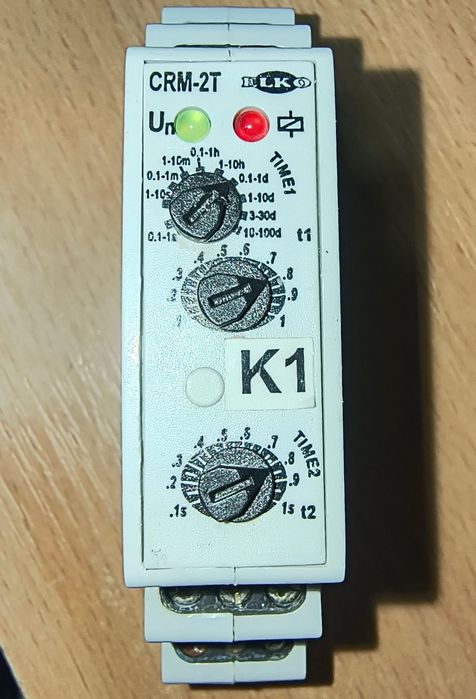 CRM-2T ELKO
Un
0.1-1h
1-10m 1-10h
0.1-1m 0.1-1d
1-10s 1-10d
3-30d
0.1-1s 10-100d
TIME1
t1
.5 .6
.4 .7
.3 .8
.2 .9
.1 1
K1
.5 .6
.4 .7
.3 .8
.2 .9
.1s 1s
TIME2
t2